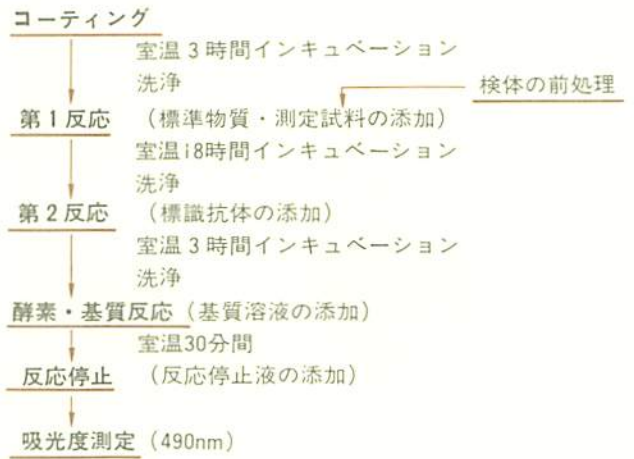 コーティング
室温3時間インキュベーション
洗浄
検体の前処理
第1反応 (標準物質・測定試料の添加)
室温18時間インキュベーション
洗浄
第2反応 (標識抗体の添加)
室温3時間インキュベーション
洗浄
酵素・基質反応 (基質溶液の添加)
室温30分間
反応停止 (反応停止液の添加)
吸光度測定 (490nm)